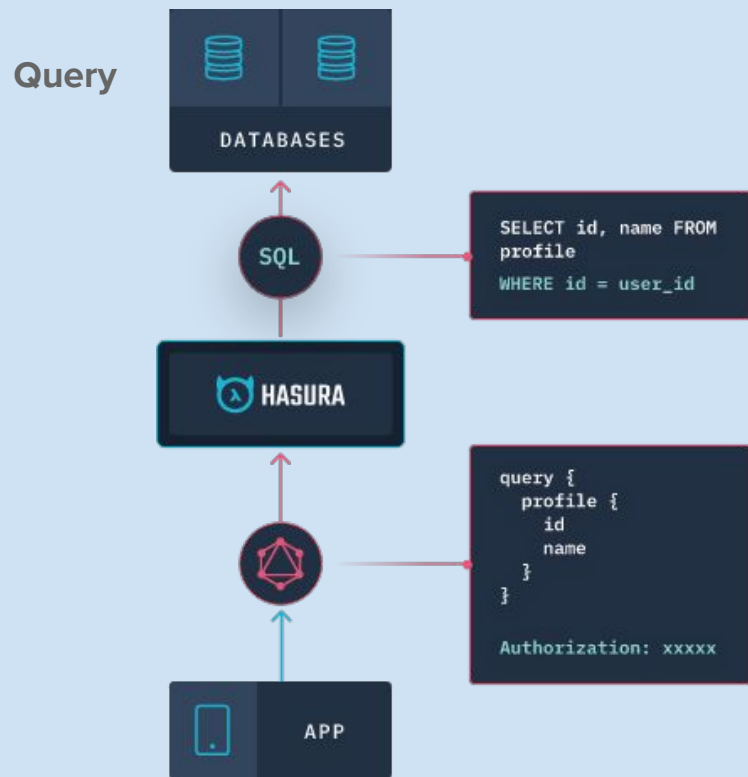 Query
DATABASES
SQL
SELECT id, name FROM
profile
WHERE id = user_id
λ HASURA
query {
  profile {
    id
    name
  }
}
Authorization: xxxxx
APP